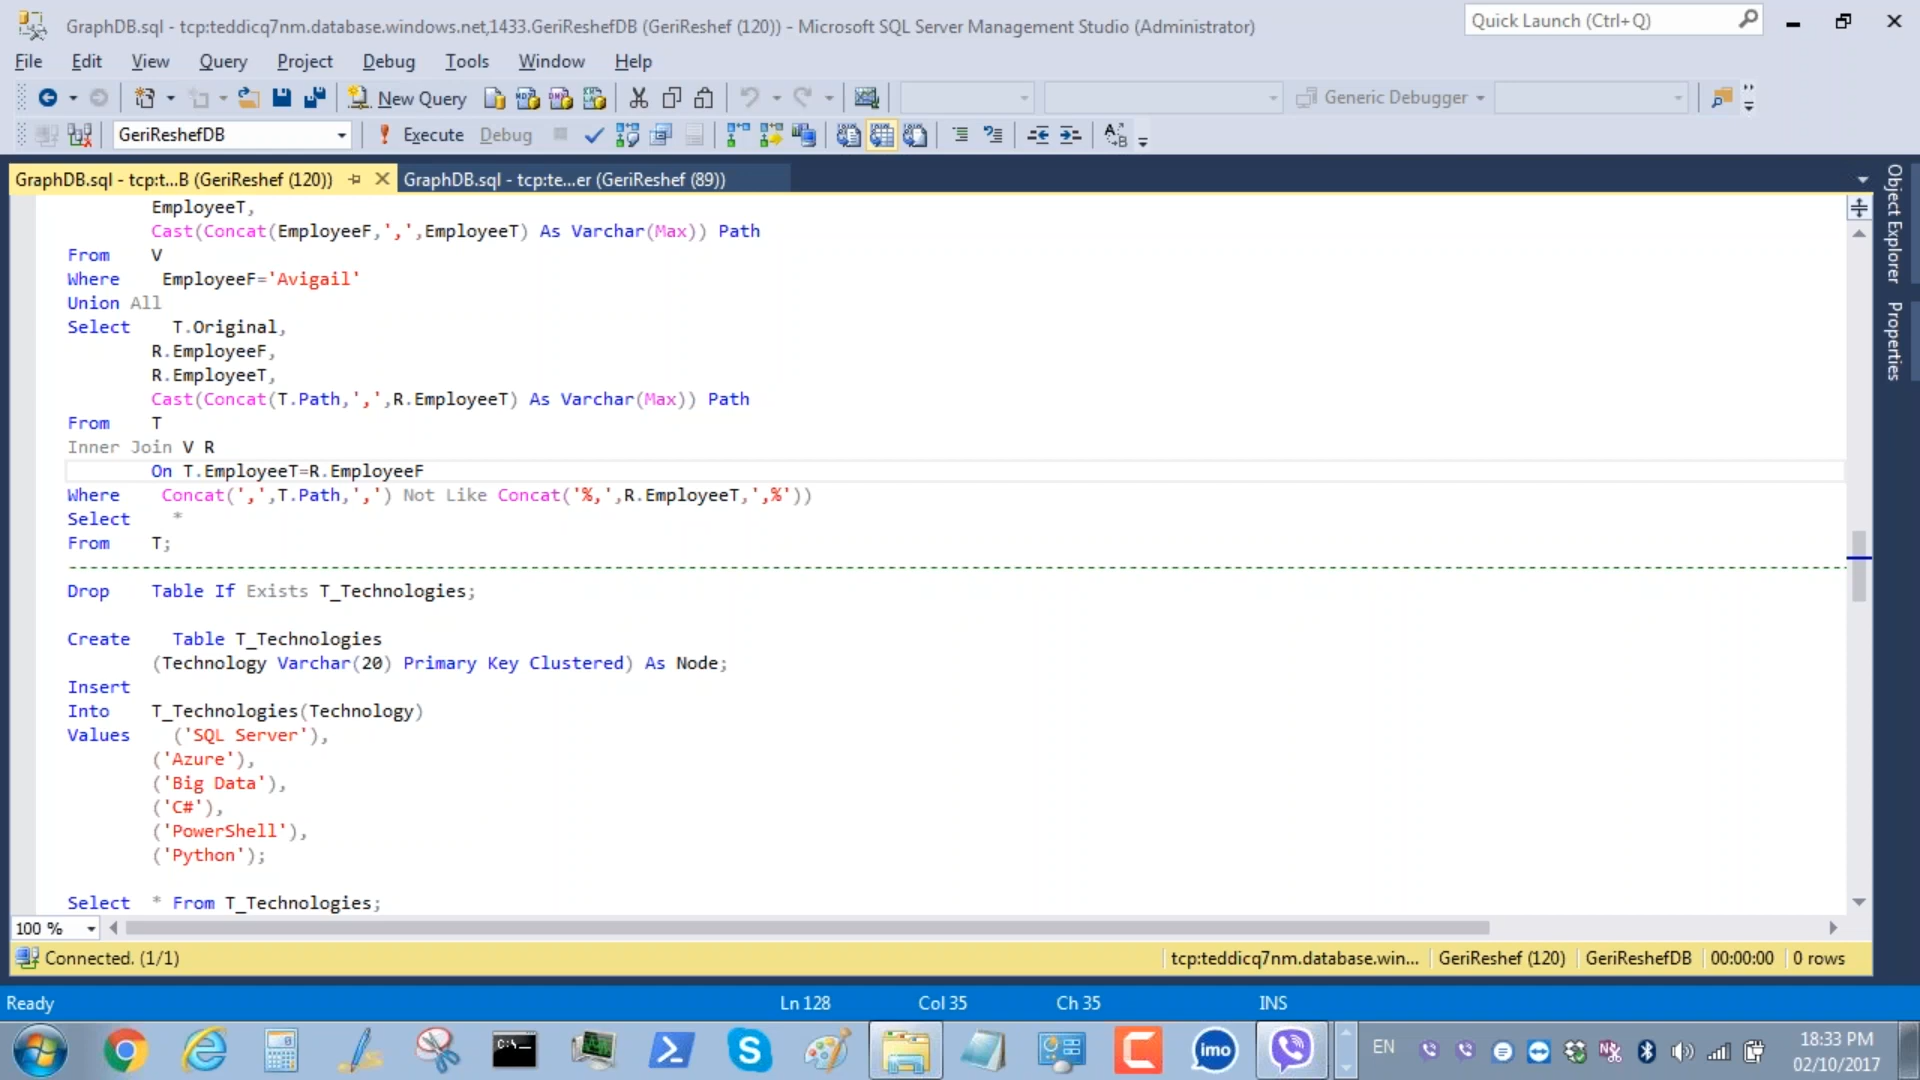 GraphDB.sql - tcp:teddicq7nm.database.windows.net,1433.GeriReshefDB (GeriReshef (120)) - Microsoft SQL Server Management Studio (Administrator)
Quick Launch (Ctrl+Q)
File Edit View Query Project Debug Tools Window Help
New Query
Generic Debugger
GeriReshefDB
Execute Debug
GraphDB.sql - tcp:t...B (GeriReshef (120))
GraphDB.sql - tcp:te...er (GeriReshef (89))
Object Explorer
Properties
EmployeeT,
Cast(Concat(EmployeeF,',',EmployeeT) As Varchar(Max)) Path
From V
Where EmployeeF='Avigail'
Union All
Select T.Original,
R.EmployeeF,
R.EmployeeT,
Cast(Concat(T.Path,',',R.EmployeeT) As Varchar(Max)) Path
From T
Inner Join V R
On T.EmployeeT=R.EmployeeF
Where Concat(',',T.Path,',') Not Like Concat('%,',R.EmployeeT,',%'))
Select *
From T;
Drop Table If Exists T_Technologies;
Create Table T_Technologies
(Technology Varchar(20) Primary Key Clustered) As Node;
Insert
Into T_Technologies(Technology)
Values ('SQL Server'),
('Azure'),
('Big Data'),
('C#'),
('PowerShell'),
('Python');
Select * From T_Technologies;
100 %
Connected. (1/1)
tcp:teddicq7nm.database.win...
GeriReshef (120)
GeriReshefDB
00:00:00
0 rows
Ready
Ln 128
Col 35
Ch 35
INS
C:\
imo
EN
18:33 PM
02/10/2017